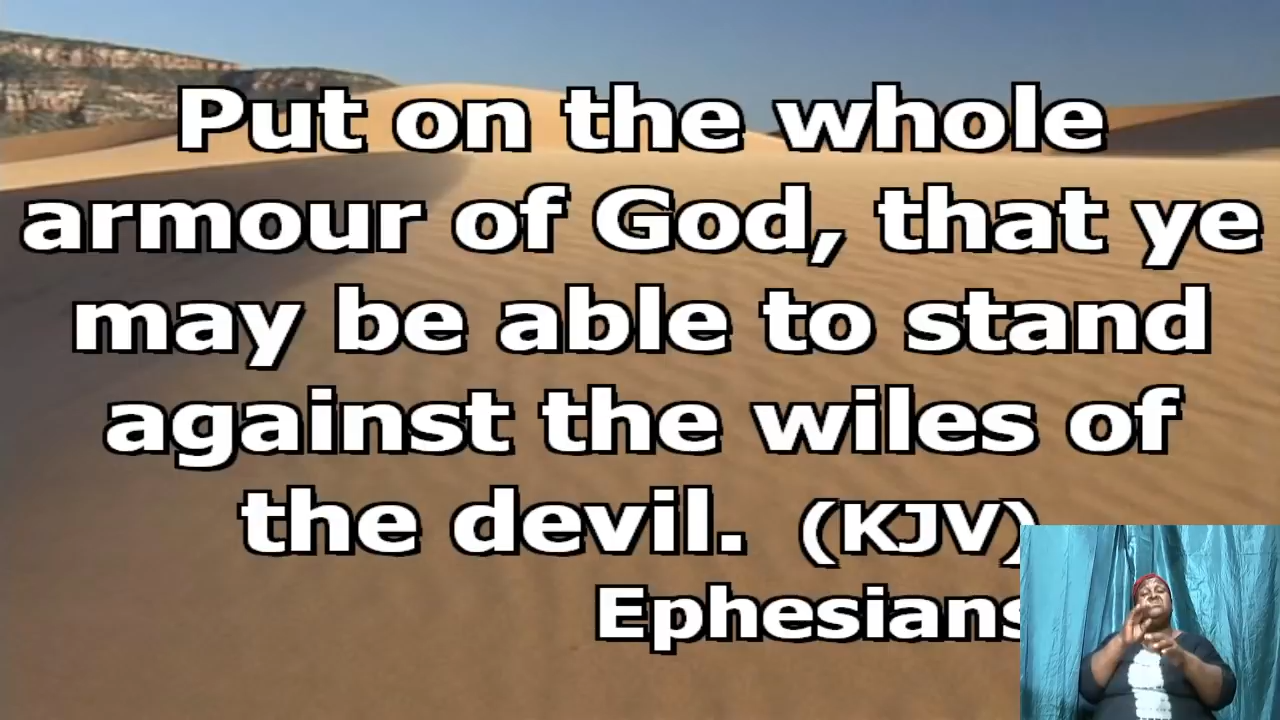 Put on the whole
armour of God, that ye
may be able to stand
against the wiles of
the devil. (KJV)
Ephesians